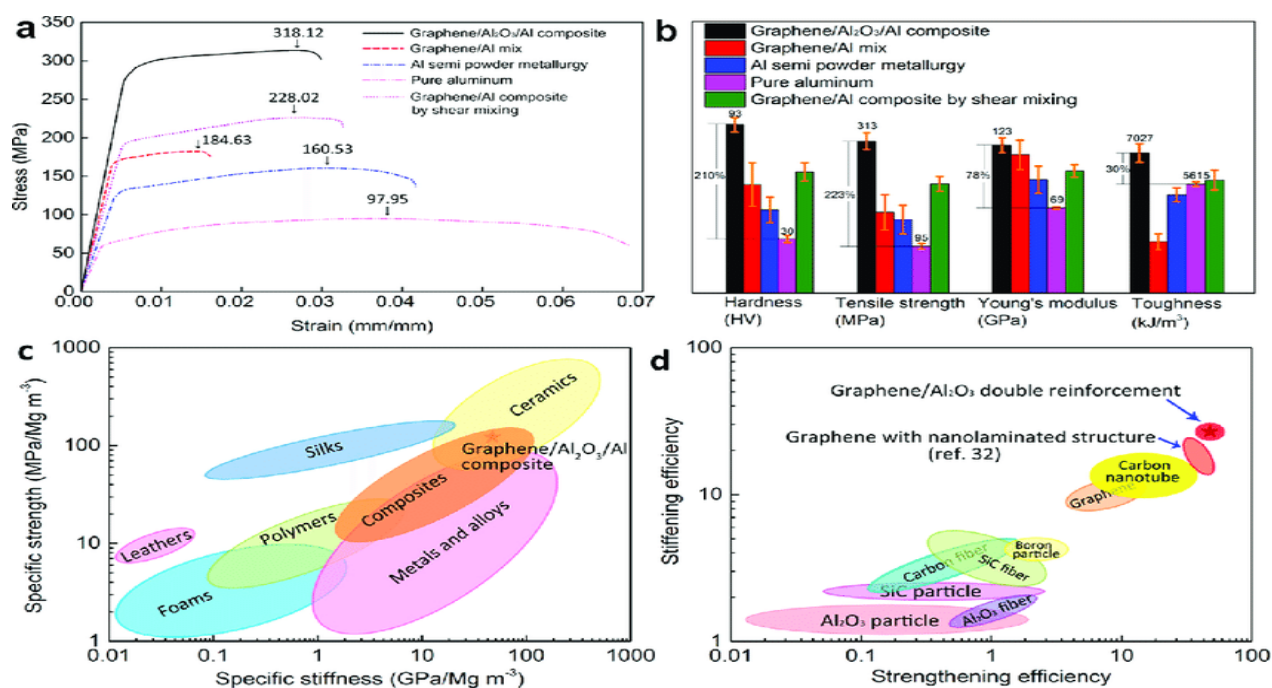 a
350
300
250
200
150
100
50
0
Stress (MPa)
0.00
0.01
0.02
0.03
0.04
0.05
0.06
0.07
Strain (mm/mm)
318.12
228.02
184.63
160.53
97.95
Graphene/Al₂O₃/Al composite
Graphene/Al mix
Al semi powder metallurgy
Pure aluminum
Graphene/Al composite
by shear mixing
b
Graphene/Al₂O₃/Al composite
Graphene/Al mix
Al semi powder metallurgy
Pure aluminum
Graphene/Al composite by shear mixing
93
210%
30
313
223%
95
123
78%
69
7027
30%
5615
Hardness
(HV)
Tensile strength
(MPa)
Young's modulus
(GPa)
Toughness
(kJ/m³)
c
1000
100
10
1
Specific strength (MPa/Mg m⁻³)
0.01
0.1
1
10
100
1000
Specific stiffness (GPa/Mg m⁻³)
Ceramics
Silks
Graphene/Al₂O₃/Al
composite
Composites
Polymers
Leathers
Metals and alloys
Foams
d
100
10
1
Stiffening efficiency
0.01
0.1
1
10
100
Strengthening efficiency
Graphene/Al₂O₃ double reinforcement
Graphene with nanolaminated structure
(ref. 32)
Carbon
nanotube
Graphene
Boron
particle
Carbon fiber
SiC fiber
SiC particle
Al₂O₃ fiber
Al₂O₃ particle